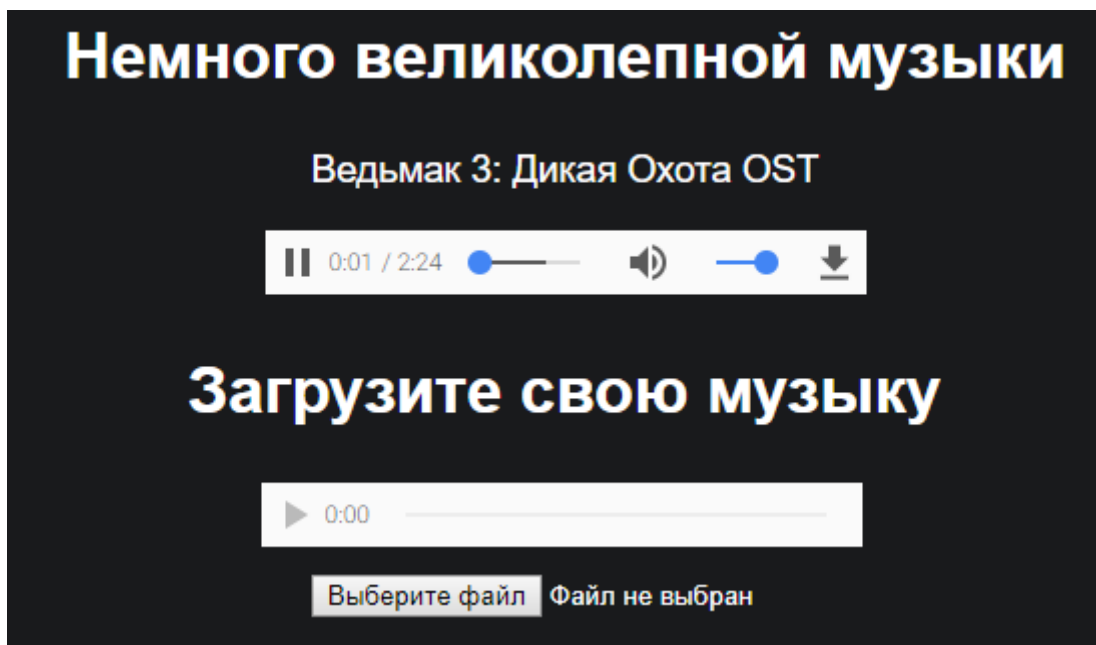 Немного великолепной музыки
Ведьмак 3: Дикая Охота OST
0:01 / 2:24
Загрузите свою музыку
0:00
Выберите файл Файл не выбран